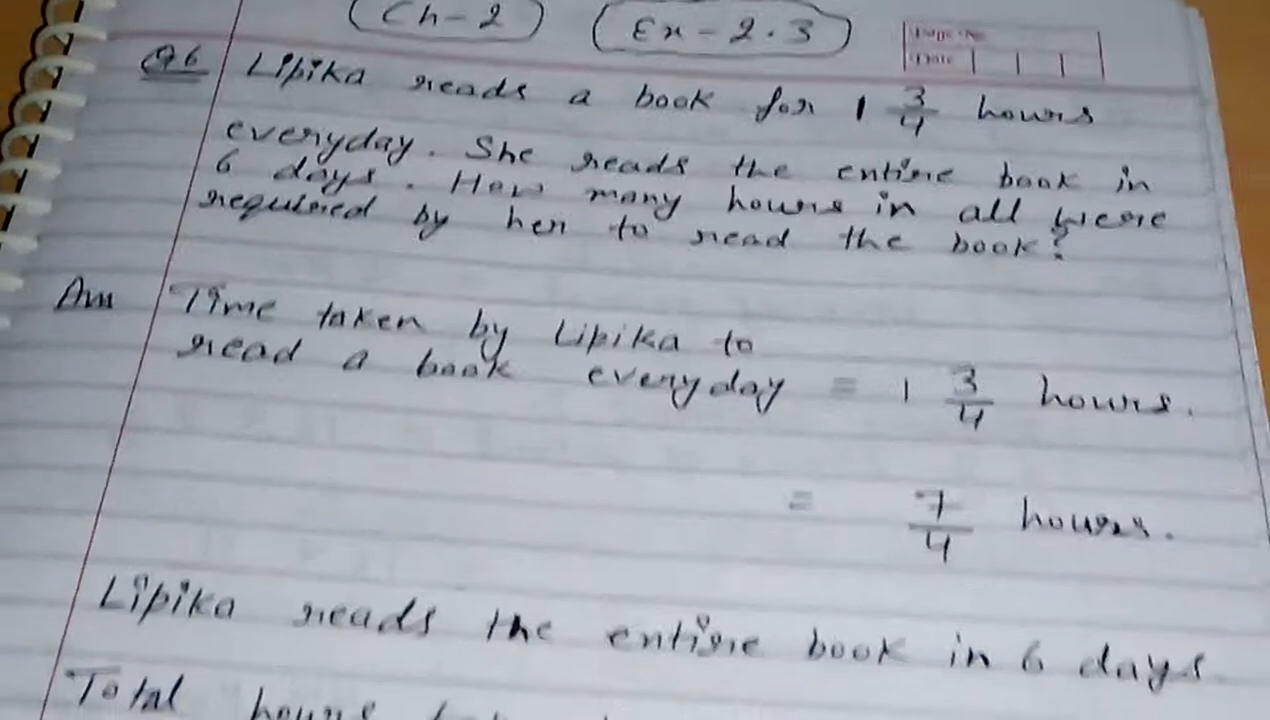 Ch-2 Ex-2.3
Page No.
Date
Q6 Lipika reads a book for 1 3/4 hours
everyday. She reads the entire book in
6 days. How many hours in all were
required by her to read the book?
Ans Time taken by Lipika to
read a book everyday = 1 3/4 hours.
= 7/4 hours.
Lipika reads the entire book in 6 days.
Total hours